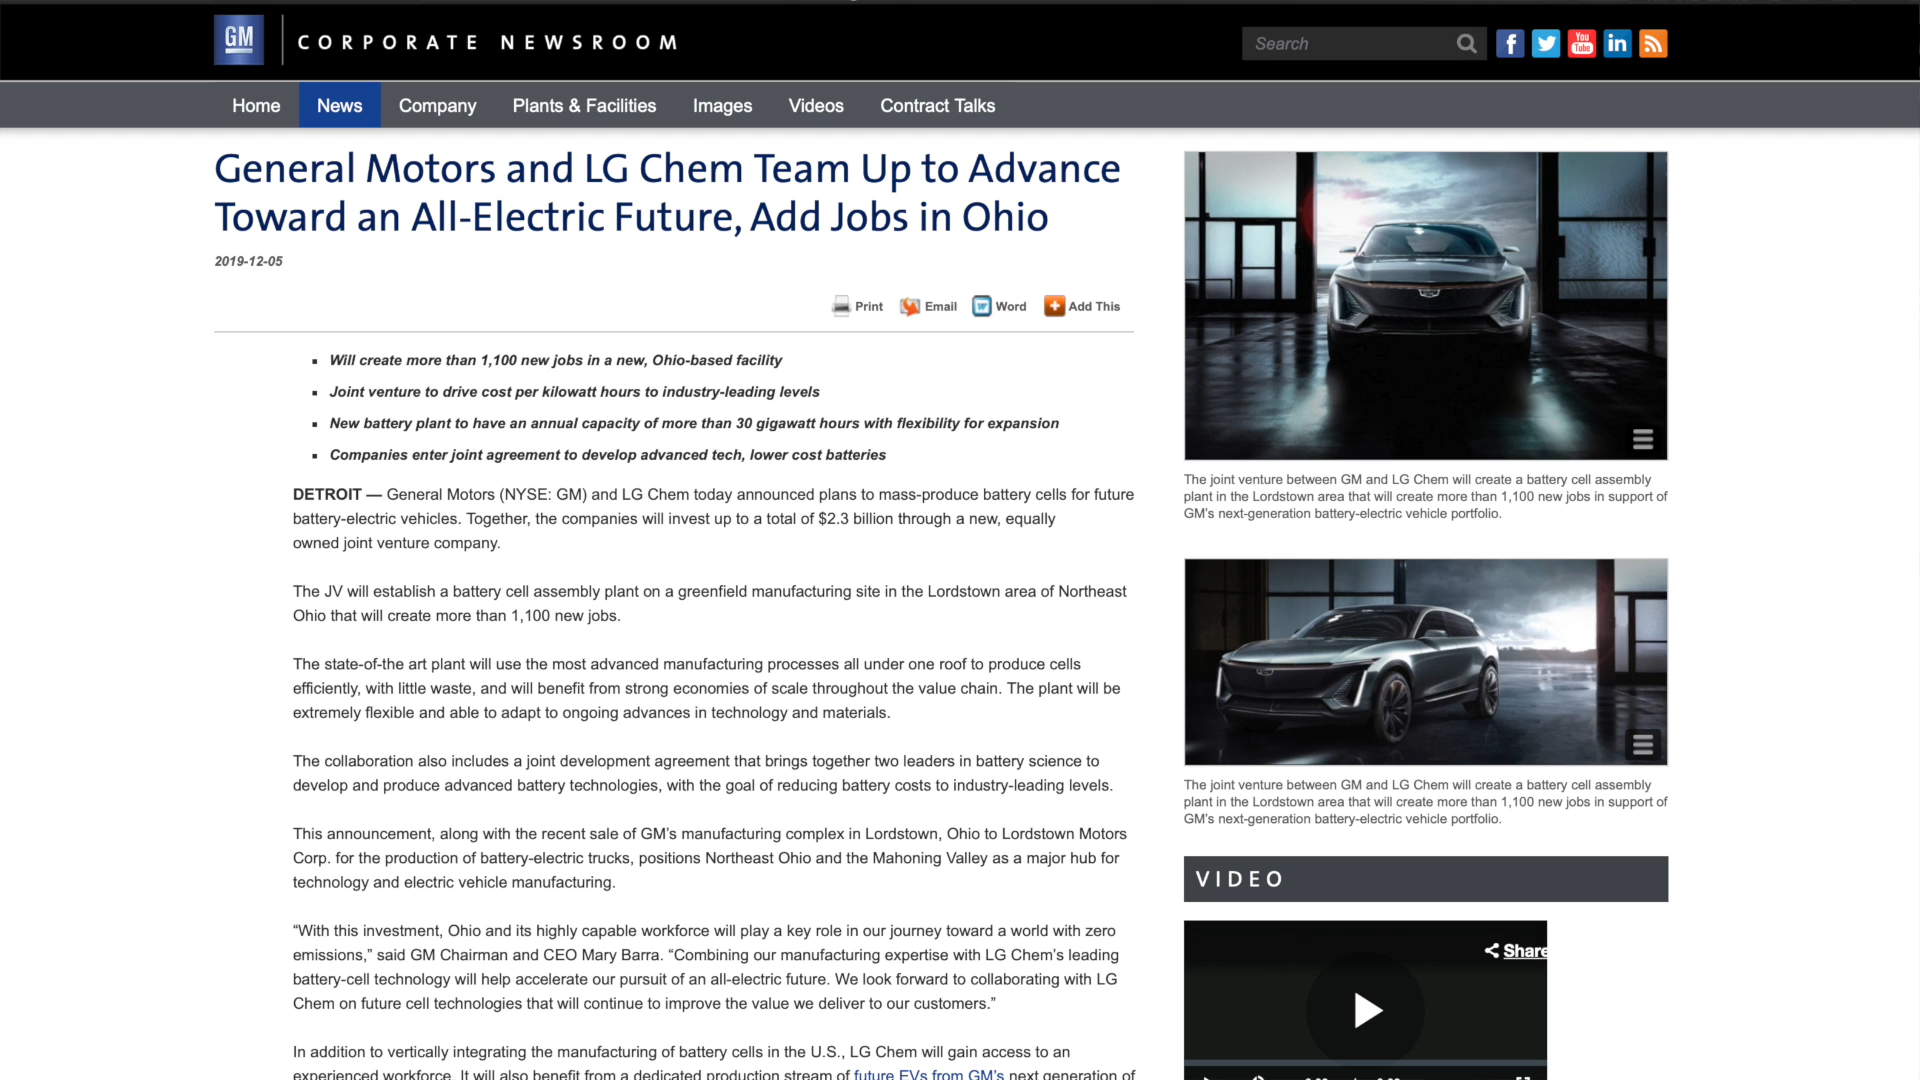 GM
CORPORATE NEWSROOM
Search
f
You
Tube
in
Home
News
Company
Plants & Facilities
Images
Videos
Contract Talks
General Motors and LG Chem Team Up to Advance
Toward an All-Electric Future, Add Jobs in Ohio
2019-12-05
Print
Email
W
Word
Add This
Will create more than 1,100 new jobs in a new, Ohio-based facility
Joint venture to drive cost per kilowatt hours to industry-leading levels
New battery plant to have an annual capacity of more than 30 gigawatt hours with flexibility for expansion
Companies enter joint agreement to develop advanced tech, lower cost batteries
DETROIT — General Motors (NYSE: GM) and LG Chem today announced plans to mass-produce battery cells for future
battery-electric vehicles. Together, the companies will invest up to a total of $2.3 billion through a new, equally
owned joint venture company.
The JV will establish a battery cell assembly plant on a greenfield manufacturing site in the Lordstown area of Northeast
Ohio that will create more than 1,100 new jobs.
The state-of-the art plant will use the most advanced manufacturing processes all under one roof to produce cells
efficiently, with little waste, and will benefit from strong economies of scale throughout the value chain. The plant will be
extremely flexible and able to adapt to ongoing advances in technology and materials.
The collaboration also includes a joint development agreement that brings together two leaders in battery science to
develop and produce advanced battery technologies, with the goal of reducing battery costs to industry-leading levels.
This announcement, along with the recent sale of GM’s manufacturing complex in Lordstown, Ohio to Lordstown Motors
Corp. for the production of battery-electric trucks, positions Northeast Ohio and the Mahoning Valley as a major hub for
technology and electric vehicle manufacturing.
“With this investment, Ohio and its highly capable workforce will play a key role in our journey toward a world with zero
emissions,” said GM Chairman and CEO Mary Barra. “Combining our manufacturing expertise with LG Chem’s leading
battery-cell technology will help accelerate our pursuit of an all-electric future. We look forward to collaborating with LG
Chem on future cell technologies that will continue to improve the value we deliver to our customers.”
In addition to vertically integrating the manufacturing of battery cells in the U.S., LG Chem will gain access to an
experienced workforce. It will also benefit from a dedicated production stream of future EVs from GM’s next generation of
The joint venture between GM and LG Chem will create a battery cell assembly
plant in the Lordstown area that will create more than 1,100 new jobs in support of
GM’s next-generation battery-electric vehicle portfolio.
The joint venture between GM and LG Chem will create a battery cell assembly
plant in the Lordstown area that will create more than 1,100 new jobs in support of
GM’s next-generation battery-electric vehicle portfolio.
VIDEO
Share